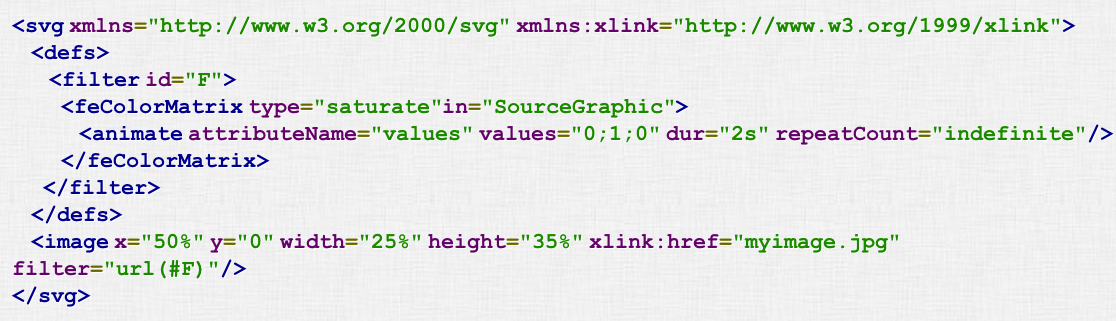 <svg xmlns="http://www.w3.org/2000/svg" xmlns:xlink="http://www.w3.org/1999/xlink">
<defs>
<filter id="F">
<feColorMatrix type="saturate"in="SourceGraphic">
<animate attributeName="values" values="0;1;0" dur="2s" repeatCount="indefinite"/>
</feColorMatrix>
</filter>
</defs>
<image x="50%" y="0" width="25%" height="35%" xlink:href="myimage.jpg"
filter="url(#F)"/>
</svg>